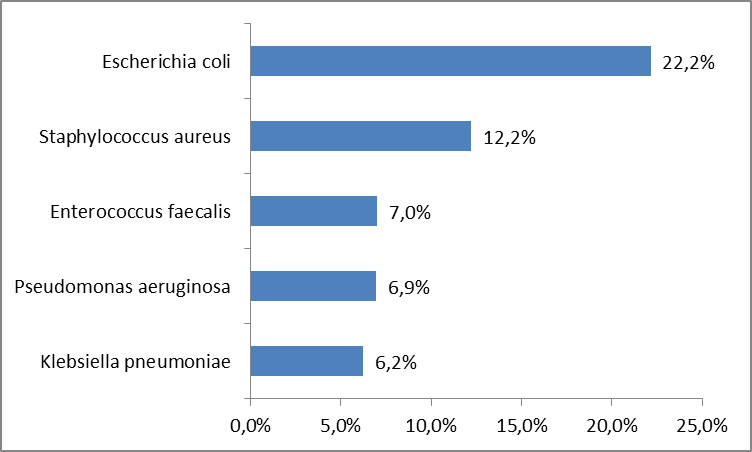 Escherichia coli 22,2%
Staphylococcus aureus 12,2%
Enterococcus faecalis 7,0%
Pseudomonas aeruginosa 6,9%
Klebsiella pneumoniae 6,2%
0,0% 5,0% 10,0% 15,0% 20,0% 25,0%